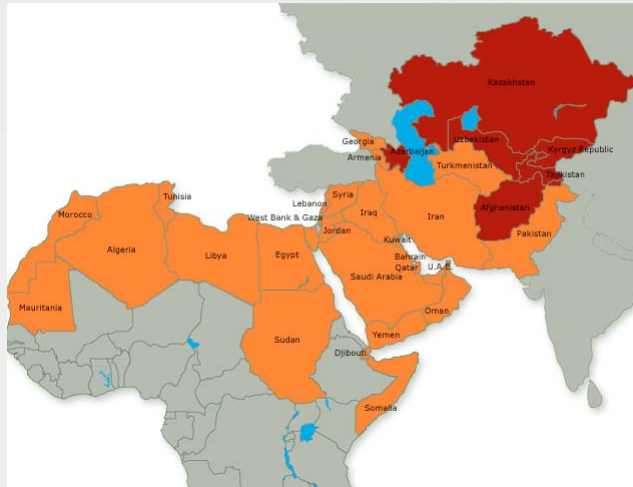 Kazakhstan
Georgia
Uzbekistan
Kyrgyz Republic
Armenia
Azerbaijan
Turkmenistan
Tajikistan
Tunisia
Syria
Lebanon
Afghanistan
Morocco
West Bank & Gaza
Iraq
Iran
Jordan
Pakistan
Algeria
Libya
Egypt
Kuwait
Bahrain
Qatar
U.A.E.
Saudi Arabia
Mauritania
Oman
Yemen
Sudan
Djibouti
Somalia